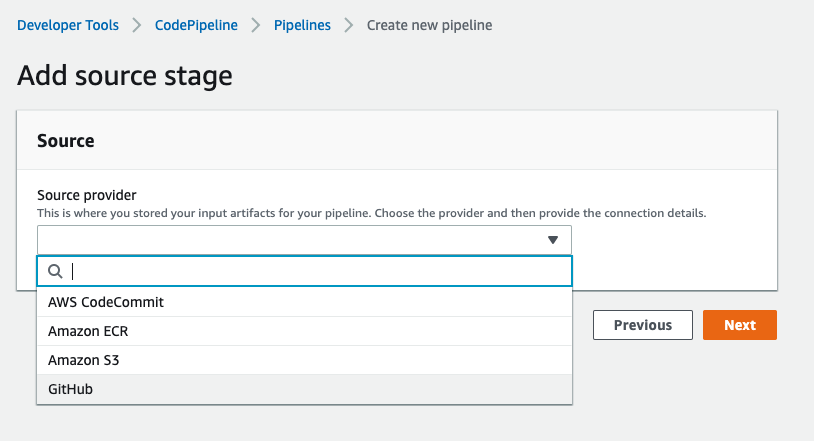 Developer Tools > CodePipeline > Pipelines > Create new pipeline
Add source stage
Source
Source provider
This is where you stored your input artifacts for your pipeline. Choose the provider and then provide the connection details.
AWS CodeCommit
Amazon ECR
Amazon S3
GitHub
Previous Next